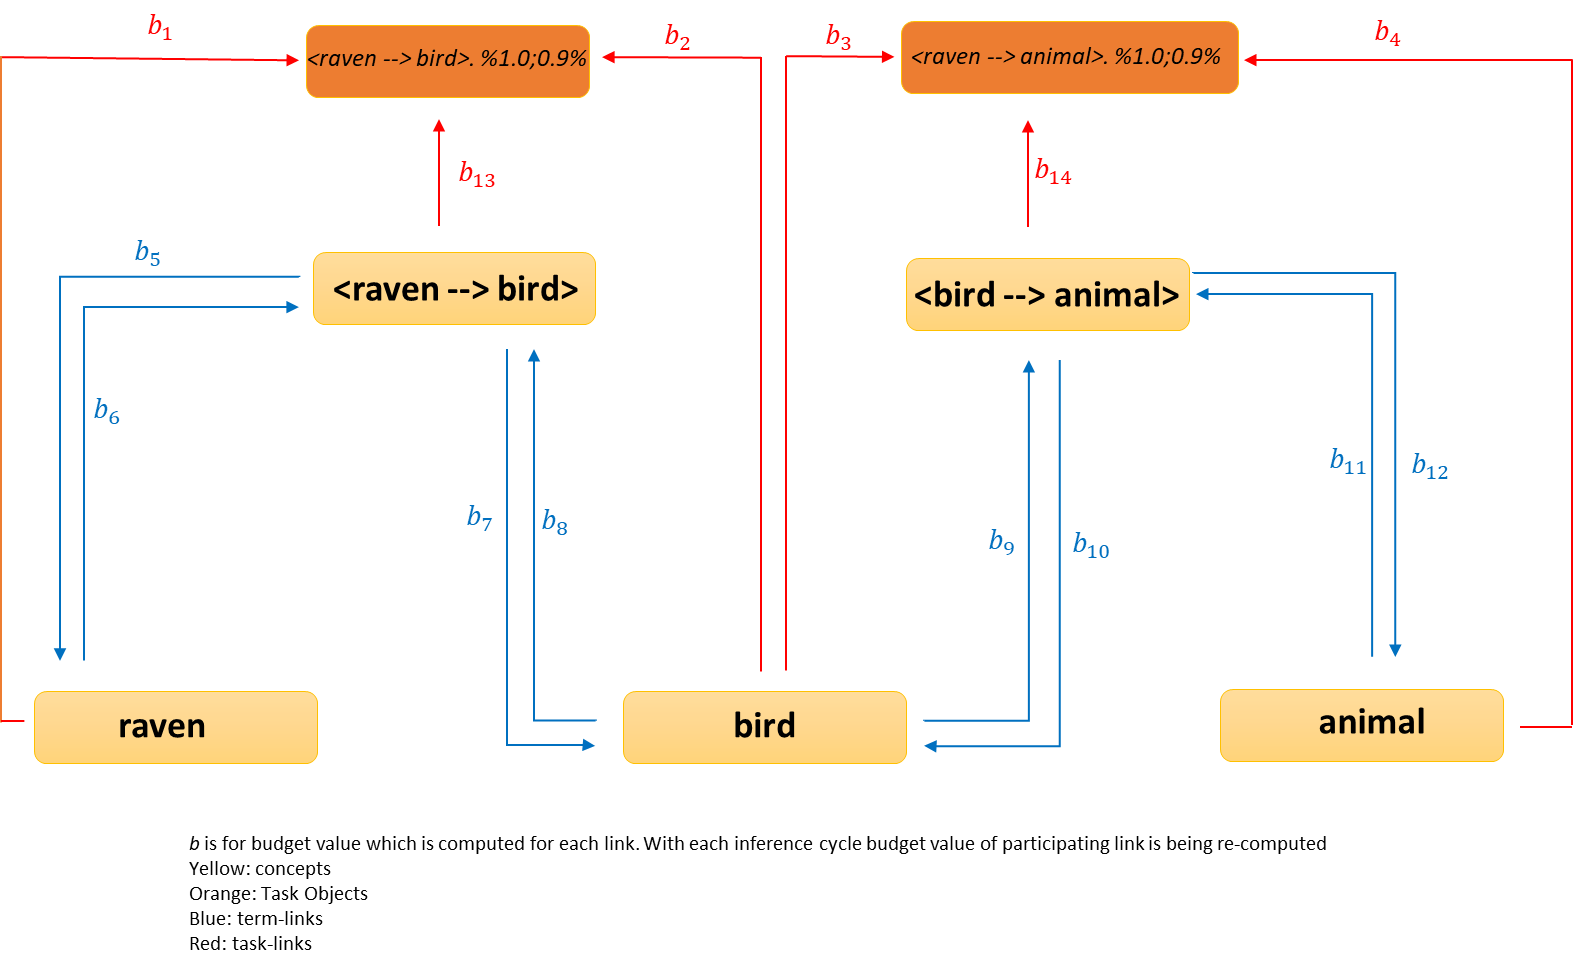 b₁
b₂
b₃
b₄
<raven --> bird>. %1.0;0.9%
<raven --> animal>. %1.0;0.9%
b₁₃
b₁₄
b₅
<raven --> bird>
<bird --> animal>
b₆
b₇
b₈
b₉
b₁₀
b₁₁
b₁₂
raven
bird
animal
b is for budget value which is computed for each link. With each inference cycle budget value of participating link is being re-computed
Yellow: concepts
Orange: Task Objects
Blue: term-links
Red: task-links